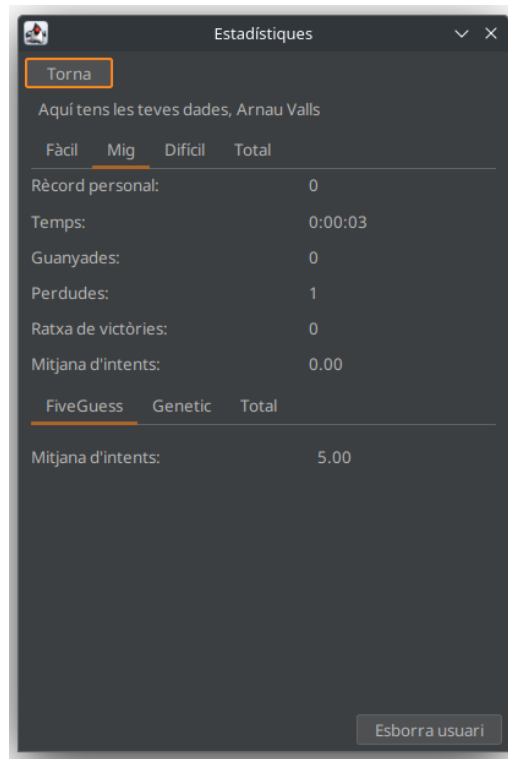 Estadístiques
Torna
Aquí tens les teves dades, Arnau Valls
Fàcil Mig Difícil Total
Rècord personal: 0
Temps: 0:00:03
Guanyades: 0
Perdudes: 1
Ratxa de victòries: 0
Mitjana d'intents: 0.00
FiveGuess Genetic Total
Mitjana d'intents: 5.00
Esborra usuari